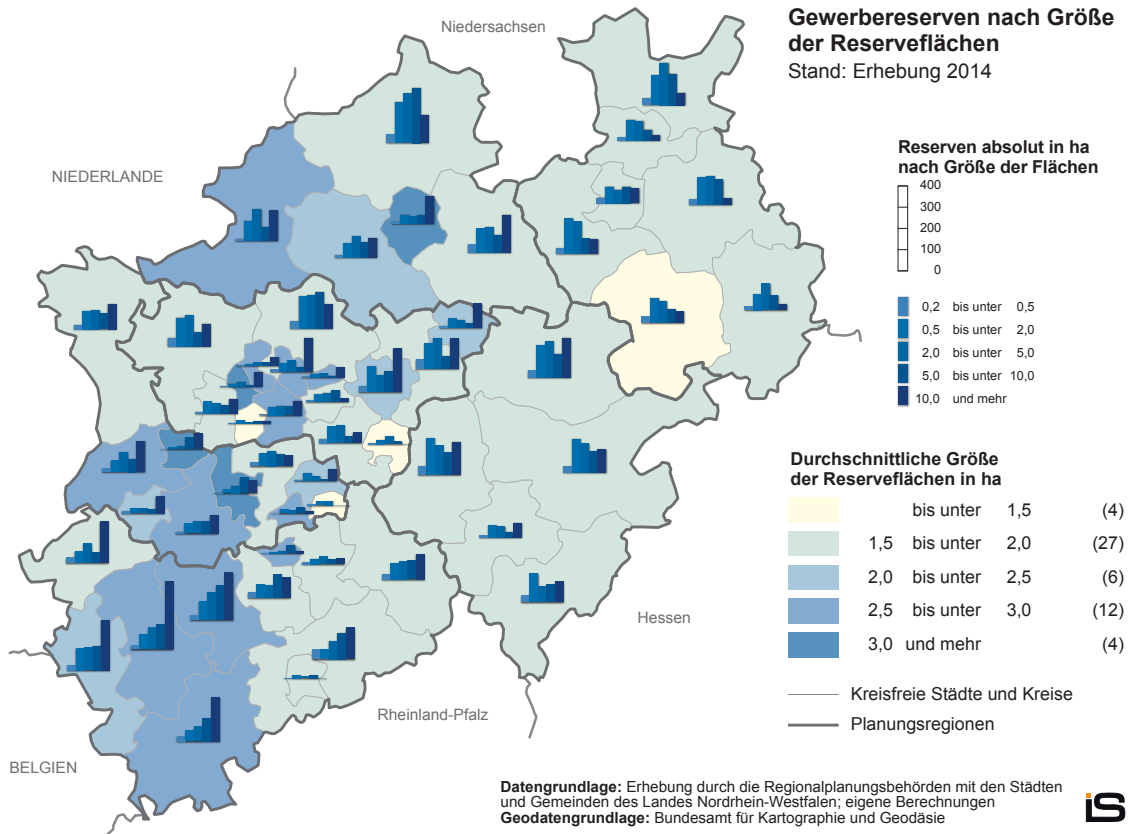 Gewerbereserven nach Größe
der Reserveflächen
Stand: Erhebung 2014
Niedersachsen
NIEDERLANDE
Reserven absolut in ha
nach Größe der Flächen
400
300
200
100
0
0,2 bis unter 0,5
0,5 bis unter 2,0
2,0 bis unter 5,0
5,0 bis unter 10,0
10,0 und mehr
Durchschnittliche Größe
der Reserveflächen in ha
bis unter 1,5 (4)
1,5 bis unter 2,0 (27)
2,0 bis unter 2,5 (6)
2,5 bis unter 3,0 (12)
3,0 und mehr (4)
Hessen
Kreisfreie Städte und Kreise
Rheinland-Pfalz
Planungsregionen
BELGIEN
Datengrundlage: Erhebung durch die Regionalplanungsbehörden mit den Städten
und Gemeinden des Landes Nordrhein-Westfalen; eigene Berechnungen
Geodatengrundlage: Bundesamt für Kartographie und Geodäsie
iS